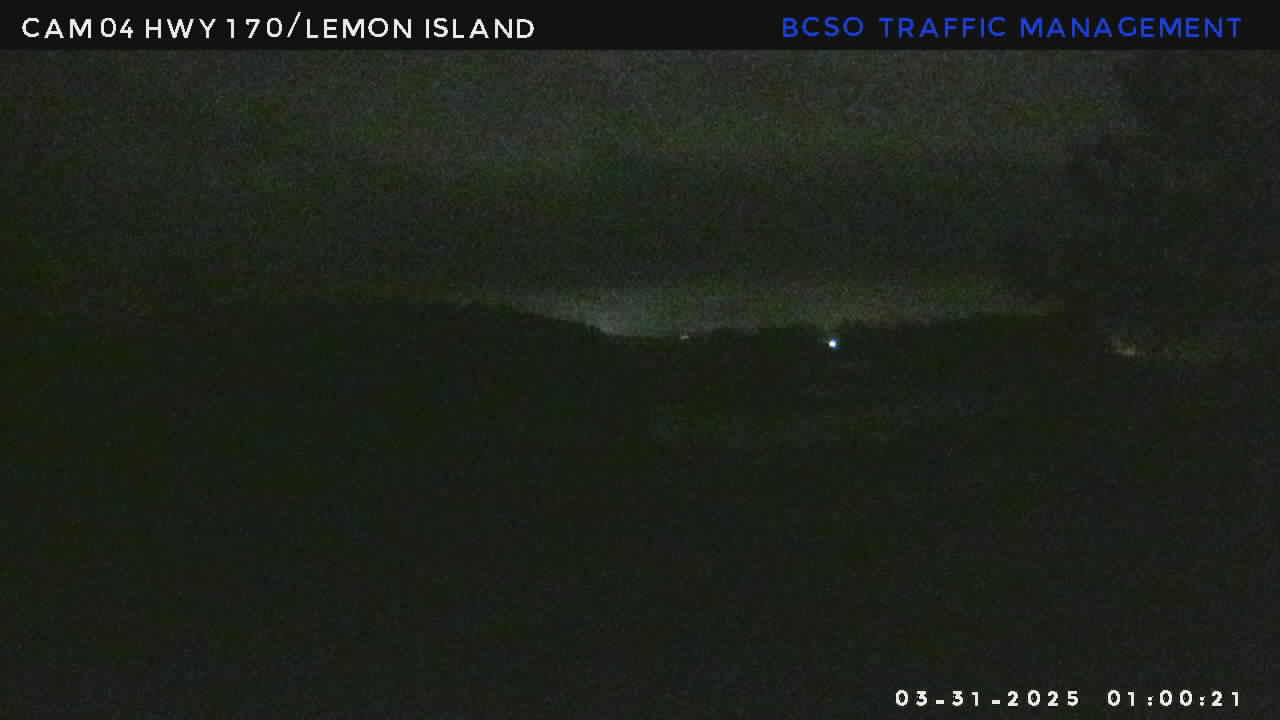 CAM04 HWY 170/LEMON ISLAND
BCSO TRAFFIC MANAGEMENT
03-31-2025 01:00:21